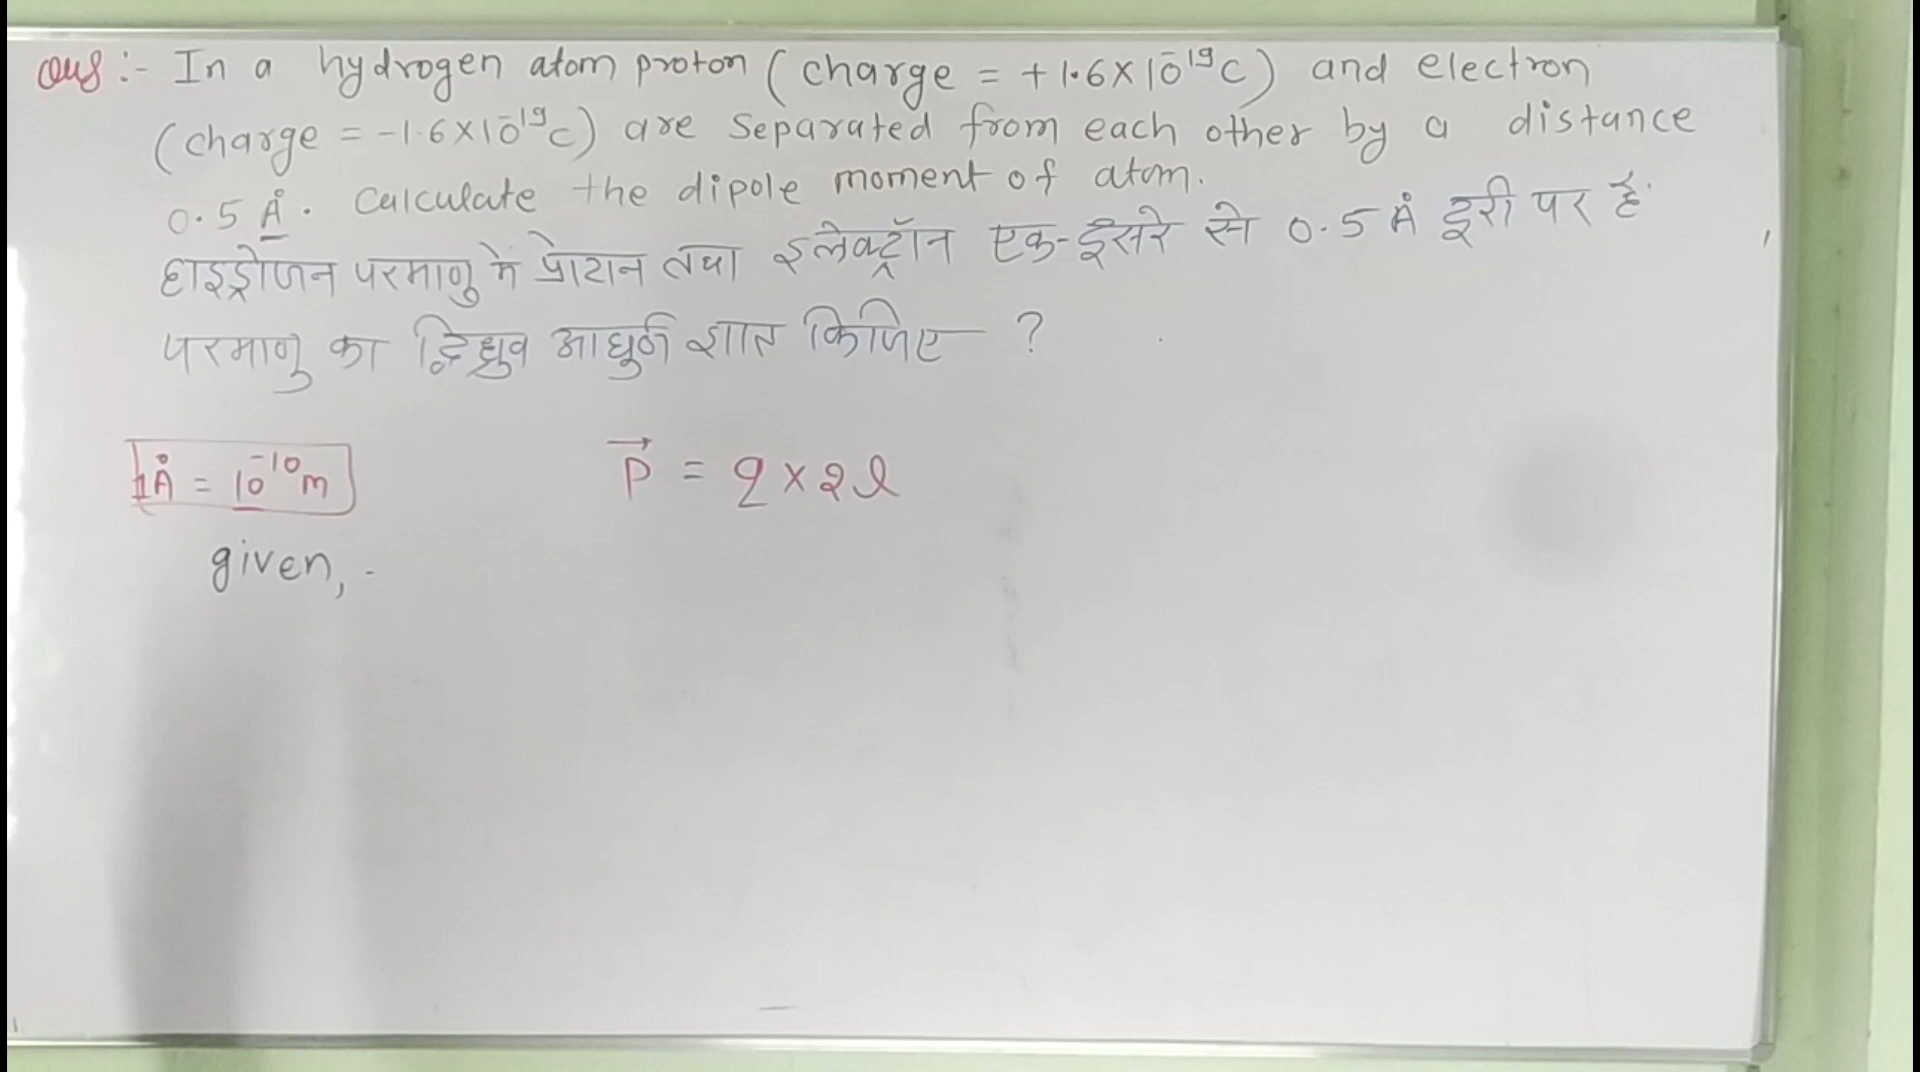 Ques :- In a hydrogen atom proton ( charge = +1.6×10⁻¹⁹C ) and electron
( charge = -1.6×10⁻¹⁹C ) are separated from each other by a distance
0.5 Å. Calculate the dipole moment of atom.
हाइड्रोजन परमाणु मे प्रोटान तथा इलेक्ट्रॉन एक-दूसरे से 0.5 Å दूरी पर है.
परमाणु का द्विध्रुव आघुर्ण ज्ञात किजिए ?
1Å = 10⁻¹⁰m
P⃗ = q × 2l
given, -